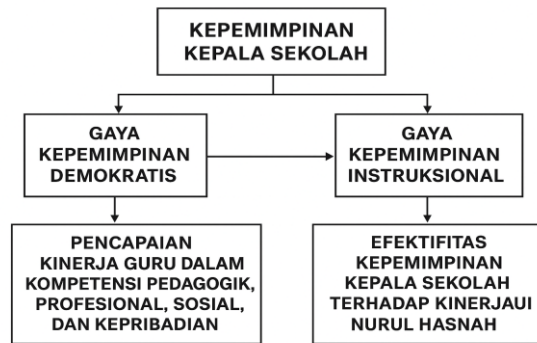 KEPEMIMPINAN
KEPALA SEKOLAH
GAYA
KEPEMIMPINAN
DEMOKRATIS
GAYA
KEPEMIMPINAN
INSTRUKSIONAL
PENCAPAIAN
KINERJA GURU DALAM
KOMPETENSI PEDAGOGIK,
PROFESIONAL, SOSIAL,
DAN KEPRIBADIAN
EFEKTIFITAS
KEPEMIMPINAN
KEPALA SEKOLAH
TERHADAP KINERJAUI
NURUL HASNAH